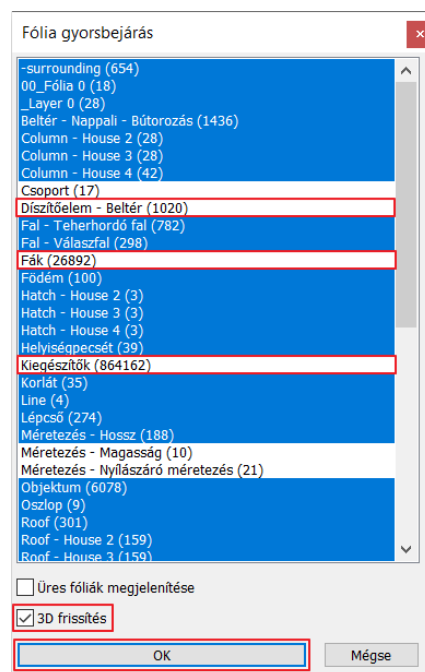 Fólia gyorsbejárás
-surrounding (654)
00_Fólia 0 (18)
_Layer 0 (28)
Beltér - Nappali - Bútorozás (1436)
Column - House 2 (28)
Column - House 3 (28)
Column - House 4 (42)
Csoport (17)
Díszítőelem - Beltér (1020)
Fal - Teherhordó fal (782)
Fal - Válaszfal (298)
Fák (26892)
Födém (100)
Hatch - House 2 (3)
Hatch - House 3 (3)
Hatch - House 4 (3)
Helyiségpecsét (39)
Kiegészítők (864162)
Korlát (35)
Line (4)
Lépcső (274)
Méretezés - Hossz (188)
Méretezés - Magasság (10)
Méretezés - Nyílászáró méretezés (21)
Objektum (6078)
Oszlop (9)
Roof (301)
Roof - House 2 (159)
Roof - House 3 (159)
Üres fóliák megjelenítése
3D frissítés
OK Mégse